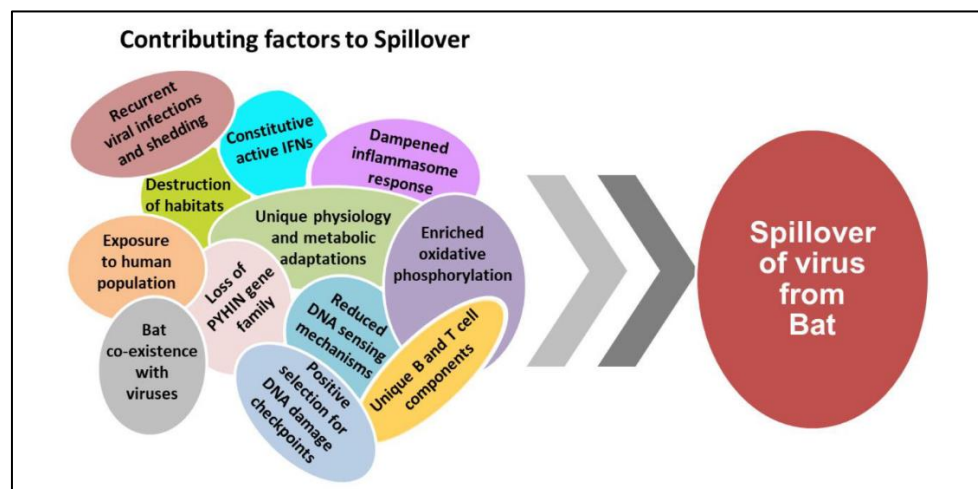 Contributing factors to Spillover
Recurrent
viral infections
and shedding
Constitutive
active IFNs
Dampened
inflammasome
response
Destruction
of habitats
Unique physiology
and metabolic
adaptations
Enriched
oxidative
phosphorylation
Exposure
to human
population
Loss of
PYHIN gene
family
Reduced
DNA sensing
mechanisms
Unique B and T cell
components
Bat
co-existence
with
viruses
Positive
selection for
DNA damage
checkpoints
Spillover
of virus
from
Bat